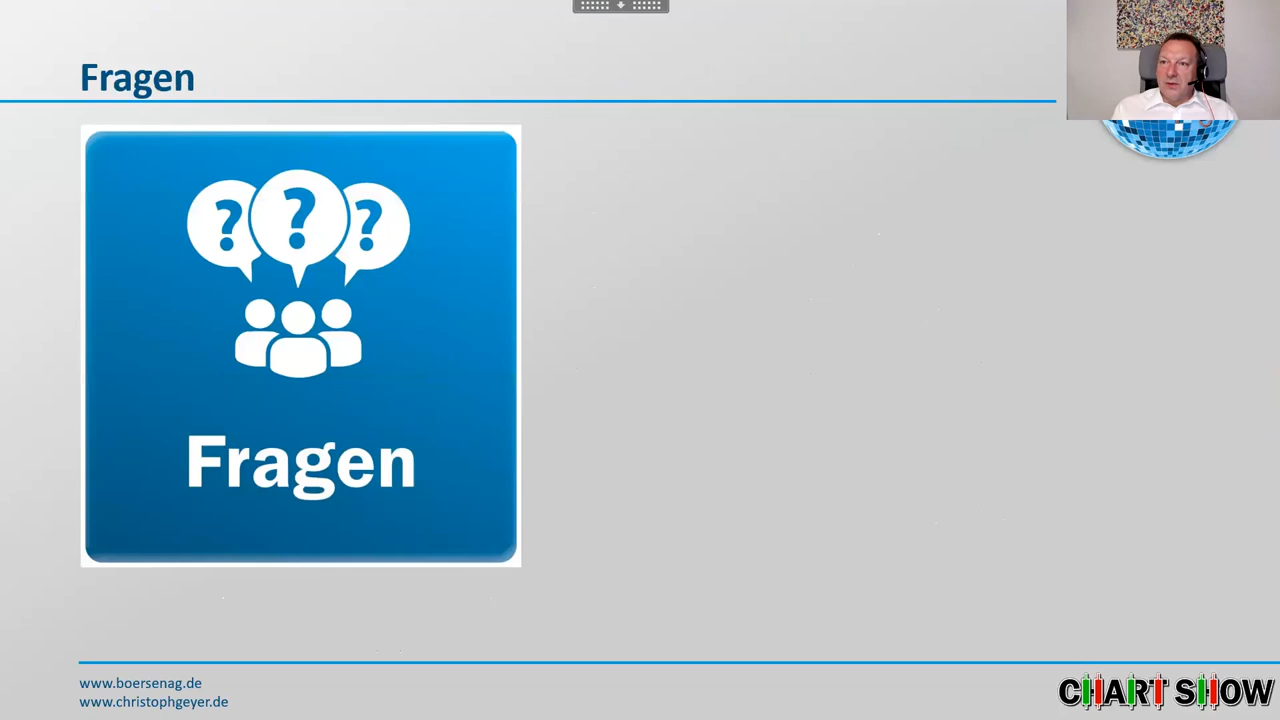 Fragen
? ? ?
Fragen
www.boersenag.de
www.christophgeyer.de
CHART SHOW